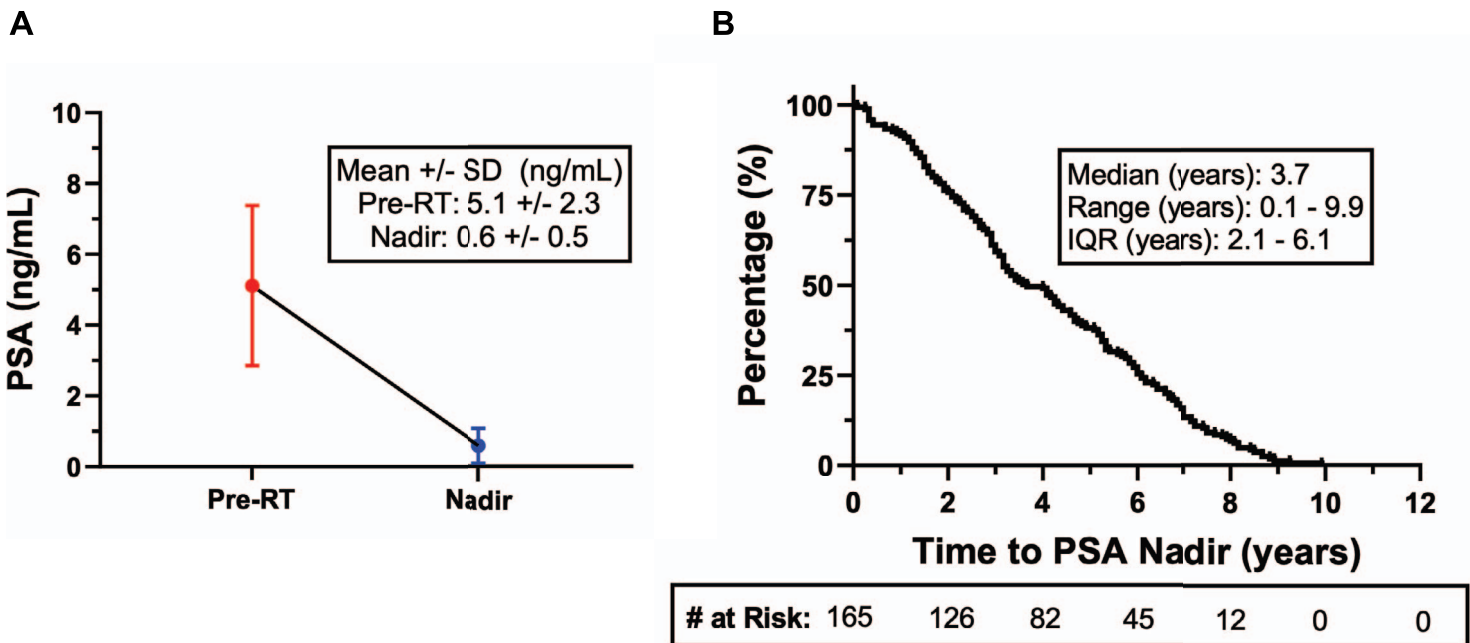 A
B
PSA (ng/mL)
10
8
6
4
2
0
Mean +/- SD (ng/mL)
Pre-RT: 5.1 +/- 2.3
Nadir: 0.6 +/- 0.5
Pre-RT Nadir
Percentage (%)
100
75
50
25
0
Median (years): 3.7
Range (years): 0.1 - 9.9
IQR (years): 2.1 - 6.1
0 2 4 6 8 10 12
Time to PSA Nadir (years)
# at Risk: 165 126 82 45 12 0 0